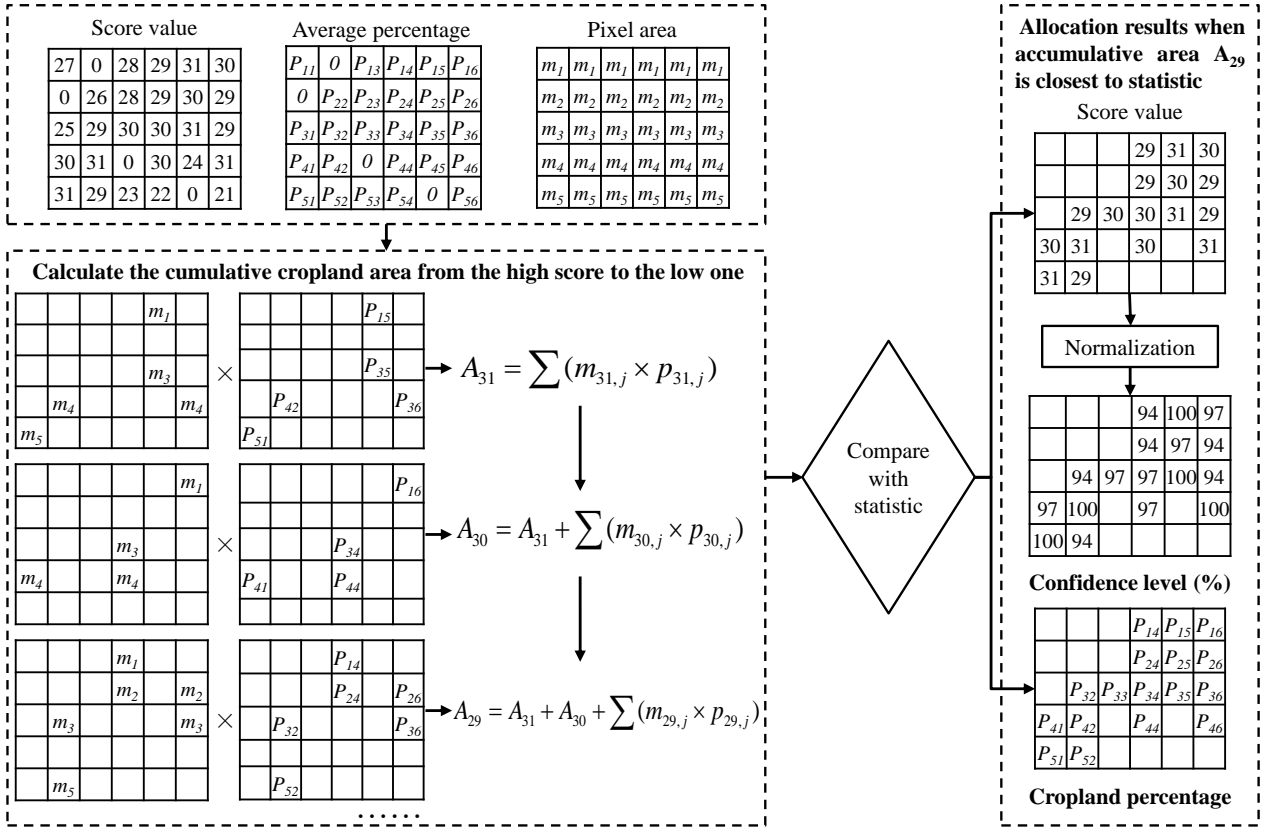 Score value
27 0 28 29 31 30
0 26 28 29 30 29
25 29 30 30 31 29
30 31 0 30 24 31
31 29 23 22 0 21
Average percentage
P11 0 P13 P14 P15 P16
0 P22 P23 P24 P25 P26
P31 P32 P33 P34 P35 P36
P41 P42 0 P44 P45 P46
P51 P52 P53 P54 0 P56
Pixel area
m1 m1 m1 m1 m1 m1
m2 m2 m2 m2 m2 m2
m3 m3 m3 m3 m3 m3
m4 m4 m4 m4 m4 m4
m5 m5 m5 m5 m5 m5
Calculate the cumulative cropland area from the high score to the low one
m1
m3
m4 m4
m5
×
P15
P35
P42 P36
P51
A31 = ∑(m31,j × p31,j)
m1
m3
m4 m4
×
P16
P34
P41 P44
A30 = A31 + ∑(m30,j × p30,j)
m1
m2 m2
m3 m3
m5
×
P14
P24 P26
P32 P36
P52
A29 = A31 + A30 + ∑(m29,j × p29,j)
......
Compare
with
statistic
Allocation results when
accumulative area A29
is closest to statistic
Score value
29 31 30
29 30 29
29 30 30 31 29
30 31 30 31
31 29
Normalization
94 100 97
94 97 94
94 97 97 100 94
97 100 97 100
100 94
Confidence level (%)
P14 P15 P16
P24 P25 P26
P32 P33 P34 P35 P36
P41 P42 P44 P46
P51 P52
Cropland percentage